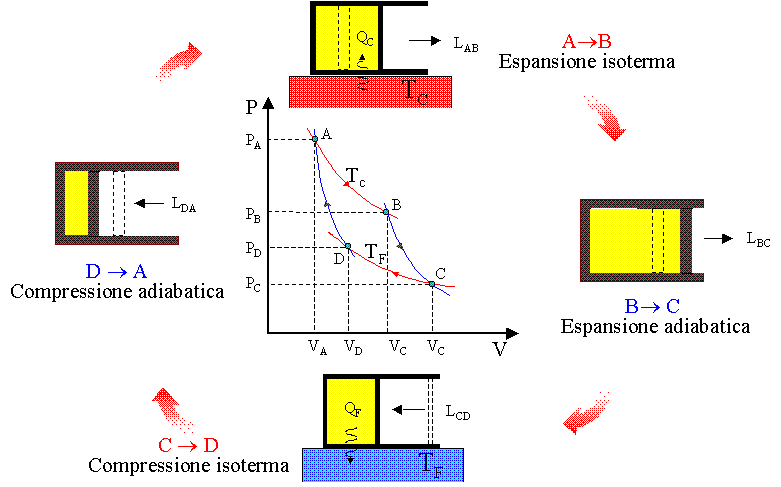 Q_C
L_AB
T_C
A→B
Espansione isoterma
P
P_A
A
T_C
P_B
B
P_D
D
T_F
P_C
C
V_A
V_D
V_C
V_C
V
L_DA
D → A
Compressione adiabatica
L_BC
B → C
Espansione adiabatica
Q_F
L_CD
T_F
C → D
Compressione isoterma